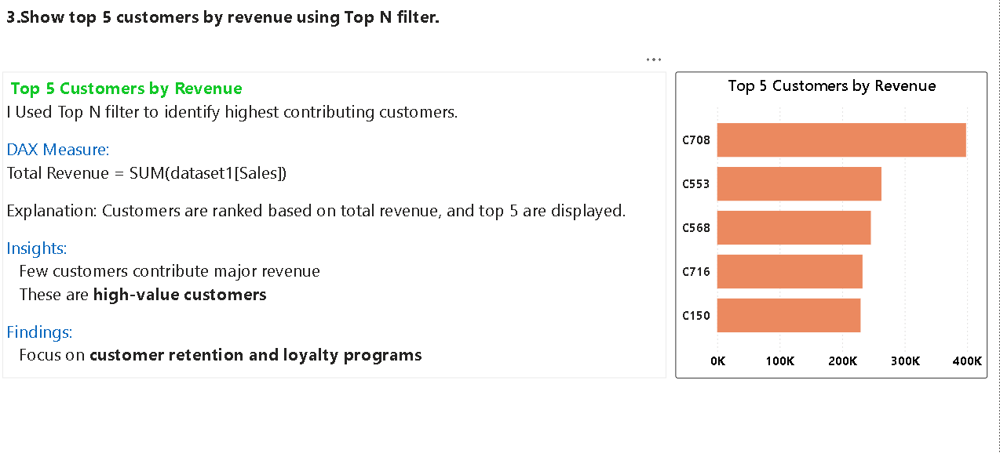 3.Show top 5 customers by revenue using Top N filter.
Top 5 Customers by Revenue
I Used Top N filter to identify highest contributing customers.
DAX Measure:
Total Revenue = SUM(dataset1[Sales])
Explanation: Customers are ranked based on total revenue, and top 5 are displayed.
Insights:
Few customers contribute major revenue
These are high-value customers
Findings:
Focus on customer retention and loyalty programs
Top 5 Customers by Revenue
C708
C553
C568
C716
C150
0K 100K 200K 300K 400K